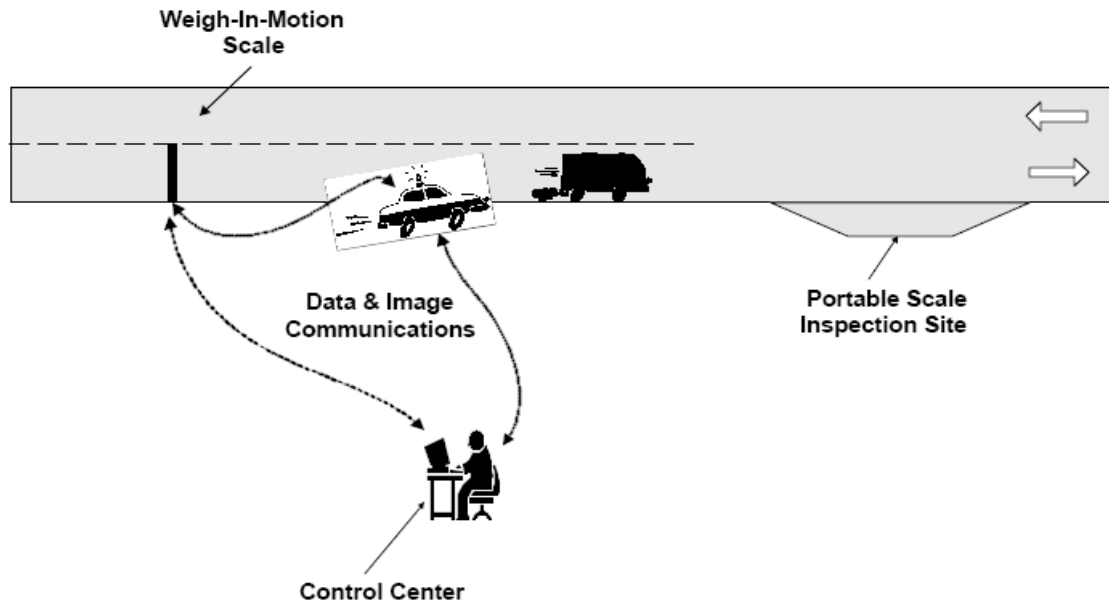 Weigh-In-Motion
Scale
Data & Image
Communications
Portable Scale
Inspection Site
Control Center